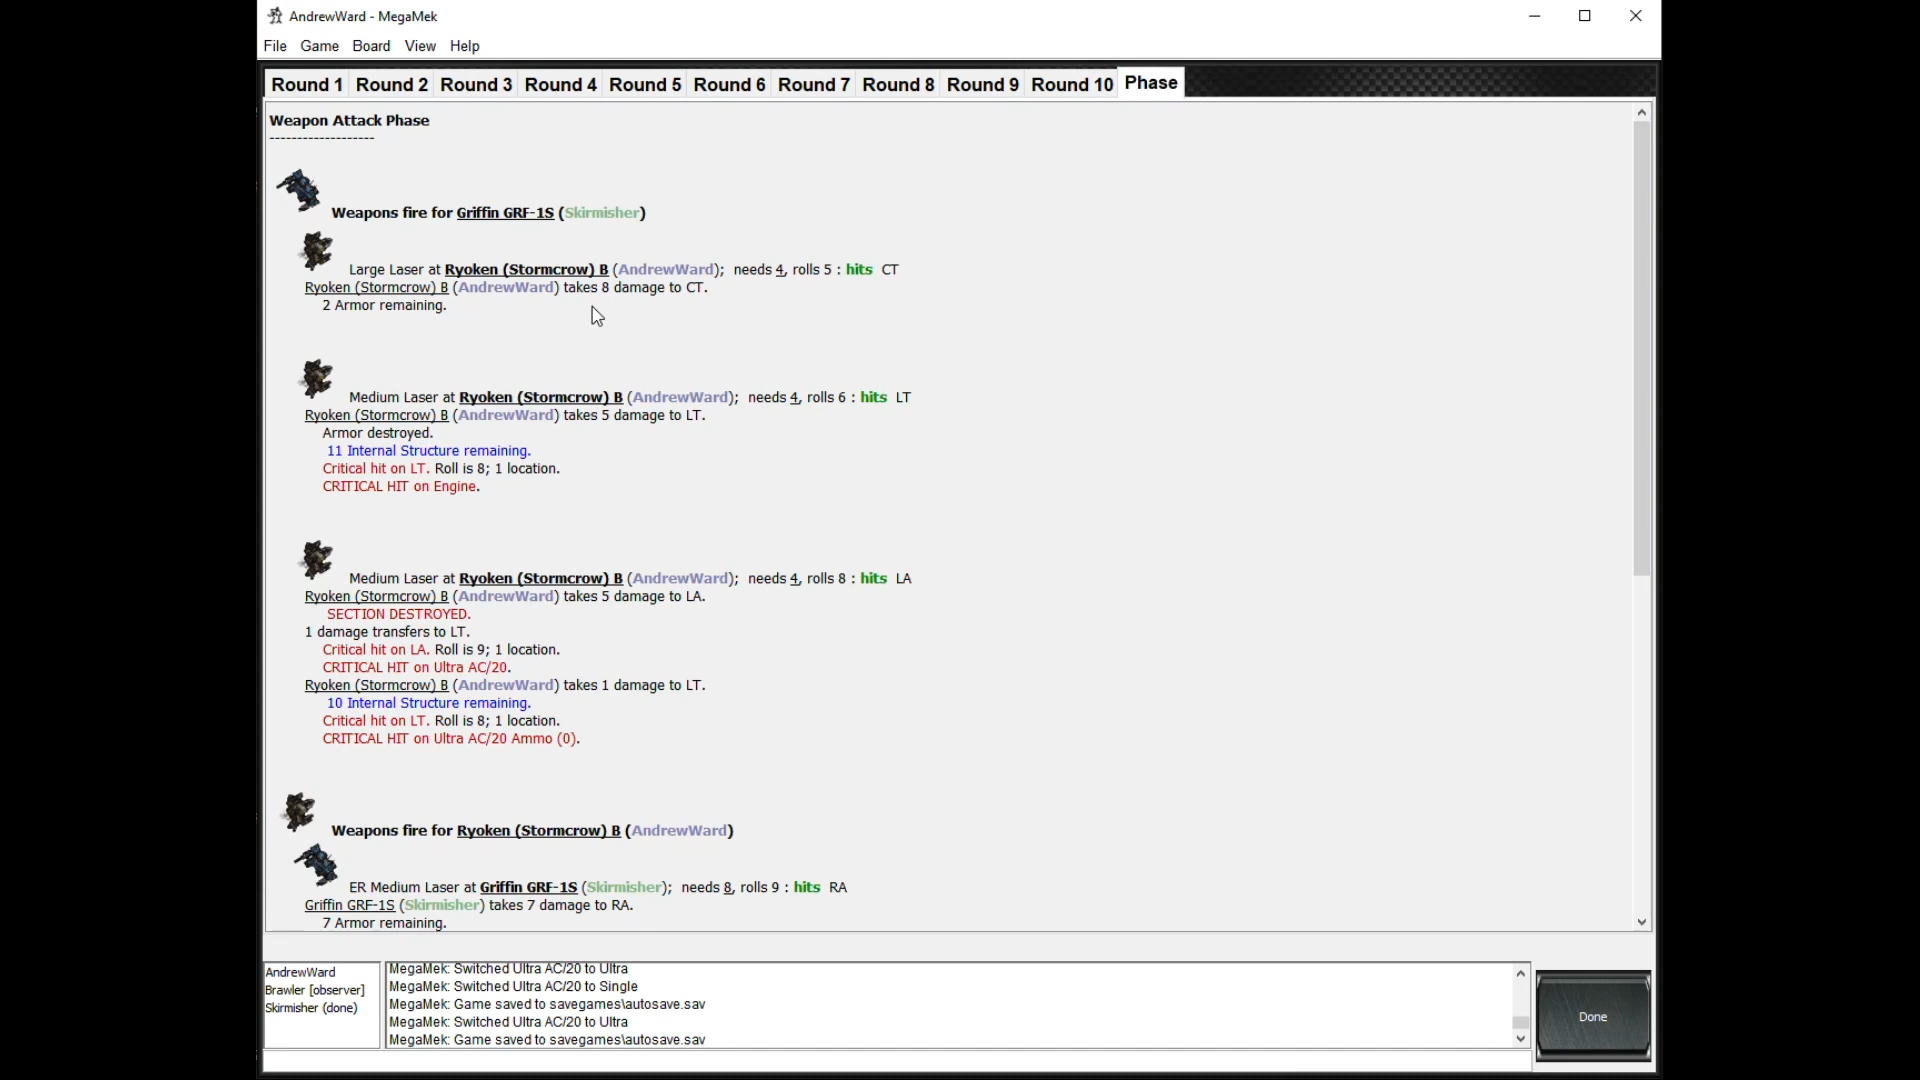 AndrewWard - MegaMek
File Game Board View Help
Round 1 Round 2 Round 3 Round 4 Round 5 Round 6 Round 7 Round 8 Round 9 Round 10 Phase
Weapon Attack Phase
-------------------
Weapons fire for Griffin GRF-1S (Skirmisher)
Large Laser at Ryoken (Stormcrow) B (AndrewWard); needs 4, rolls 5 : hits CT
Ryoken (Stormcrow) B (AndrewWard) takes 8 damage to CT.
2 Armor remaining.
Medium Laser at Ryoken (Stormcrow) B (AndrewWard); needs 4, rolls 6 : hits LT
Ryoken (Stormcrow) B (AndrewWard) takes 5 damage to LT.
Armor destroyed.
11 Internal Structure remaining.
Critical hit on LT. Roll is 8; 1 location.
CRITICAL HIT on Engine.
Medium Laser at Ryoken (Stormcrow) B (AndrewWard); needs 4, rolls 8 : hits LA
Ryoken (Stormcrow) B (AndrewWard) takes 5 damage to LA.
SECTION DESTROYED.
1 damage transfers to LT.
Critical hit on LA. Roll is 9; 1 location.
CRITICAL HIT on Ultra AC/20.
Ryoken (Stormcrow) B (AndrewWard) takes 1 damage to LT.
10 Internal Structure remaining.
Critical hit on LT. Roll is 8; 1 location.
CRITICAL HIT on Ultra AC/20 Ammo (0).
Weapons fire for Ryoken (Stormcrow) B (AndrewWard)
ER Medium Laser at Griffin GRF-1S (Skirmisher); needs 8, rolls 9 : hits RA
Griffin GRF-1S (Skirmisher) takes 7 damage to RA.
7 Armor remaining.
AndrewWard
Brawler [observer]
Skirmisher (done)
MegaMek: Switched Ultra AC/20 to Ultra
MegaMek: Switched Ultra AC/20 to Single
MegaMek: Game saved to savegames\autosave.sav
MegaMek: Switched Ultra AC/20 to Ultra
MegaMek: Game saved to savegames\autosave.sav
Done